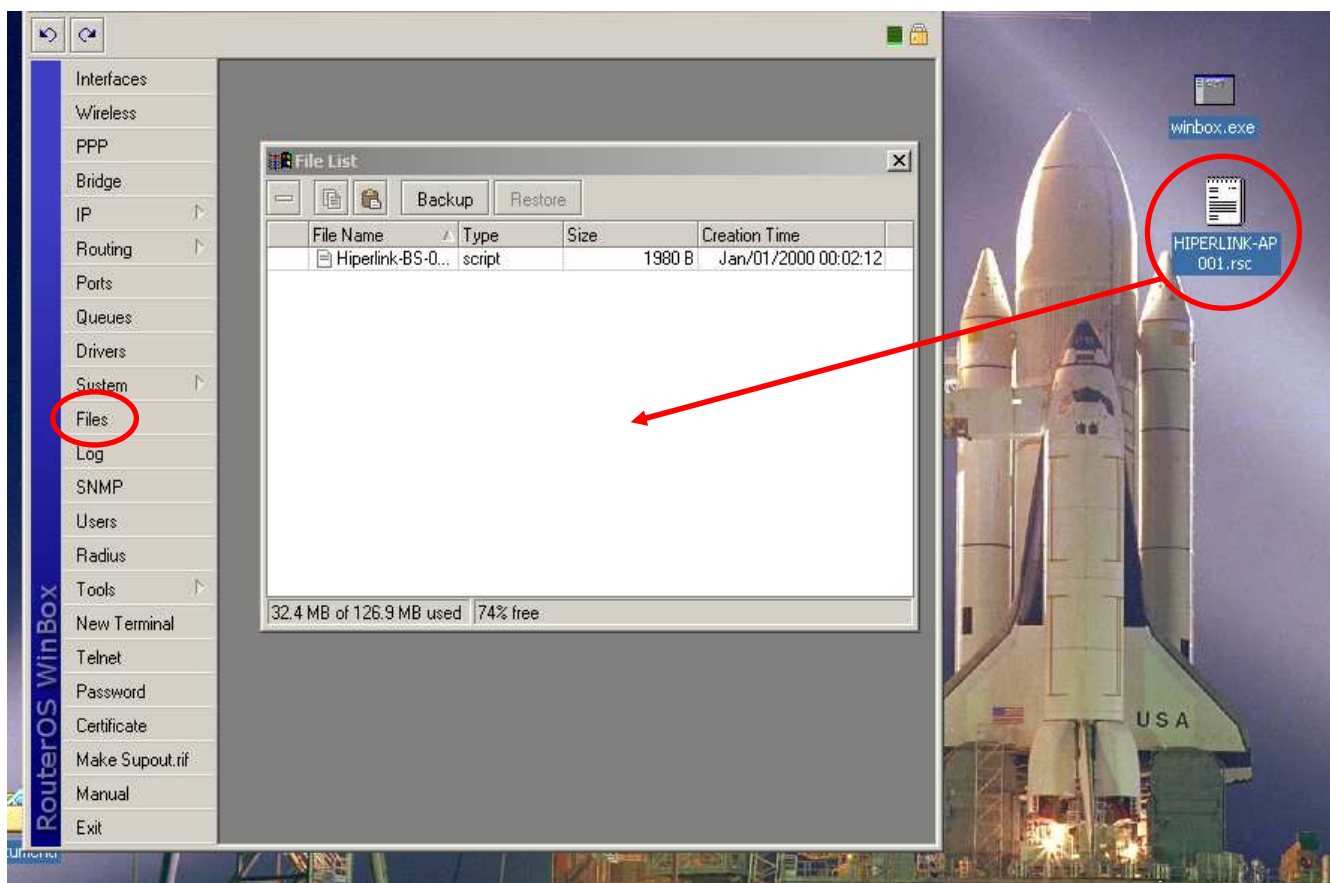 Interfaces
Wireless
PPP
Bridge
IP
Routing
Ports
Queues
Drivers
System
Files
Log
SNMP
Users
Radius
Tools
New Terminal
Telnet
Password
Certificate
Make Supout.rif
Manual
Exit
RouterOS WinBox
File List
Backup Restore
File Name Type Size Creation Time
Hiperlink-BS-0... script 1980 B Jan/01/2000 00:02:12
32.4 MB of 126.9 MB used 74% free
winbox.exe
HIPERLINK-AP
001.rsc
USA